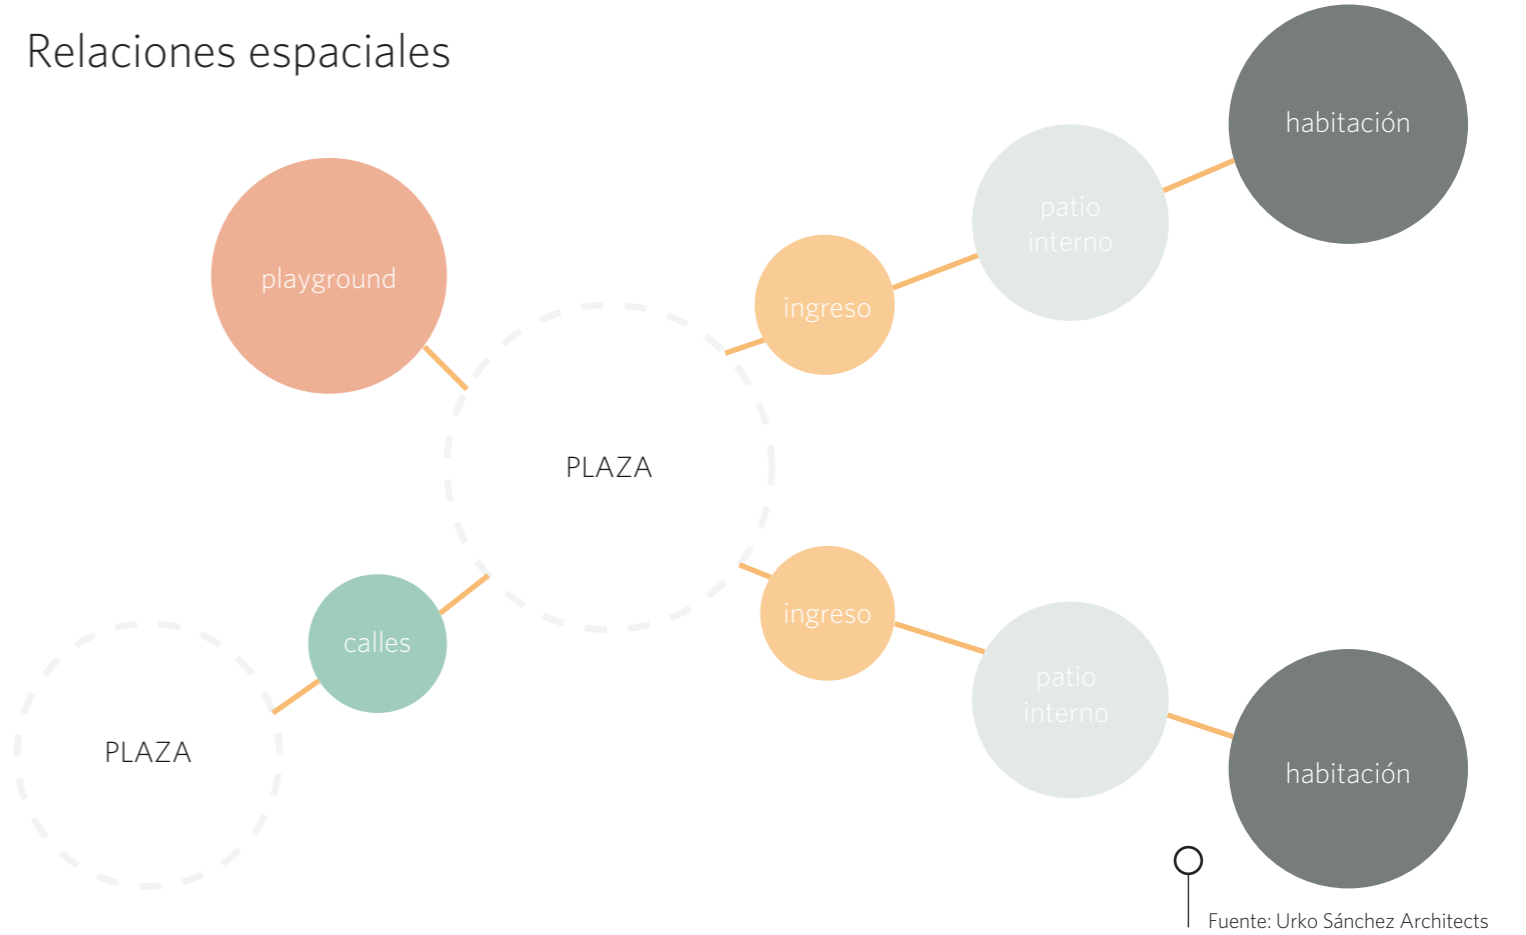 Relaciones espaciales
habitación
patio
interno
playground
ingreso
PLAZA
ingreso
calles
patio
interno
PLAZA
habitación
Fuente: Urko Sánchez Architects